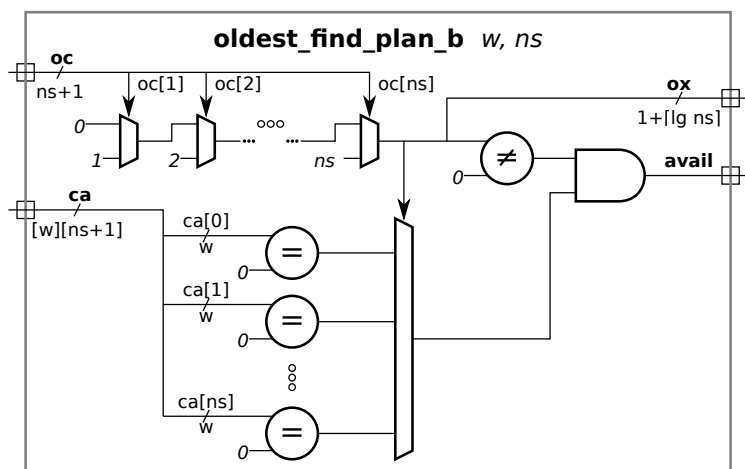 oldest_find_plan_b w, ns
oc
ns+1
oc[1]
oc[2]
oc[ns]
ox
1+⌈lg ns⌉
0
1
2
ns
0
≠
avail
ca
[w][ns+1]
ca[0]
w
0
=
ca[1]
w
0
=
ca[ns]
w
0
=